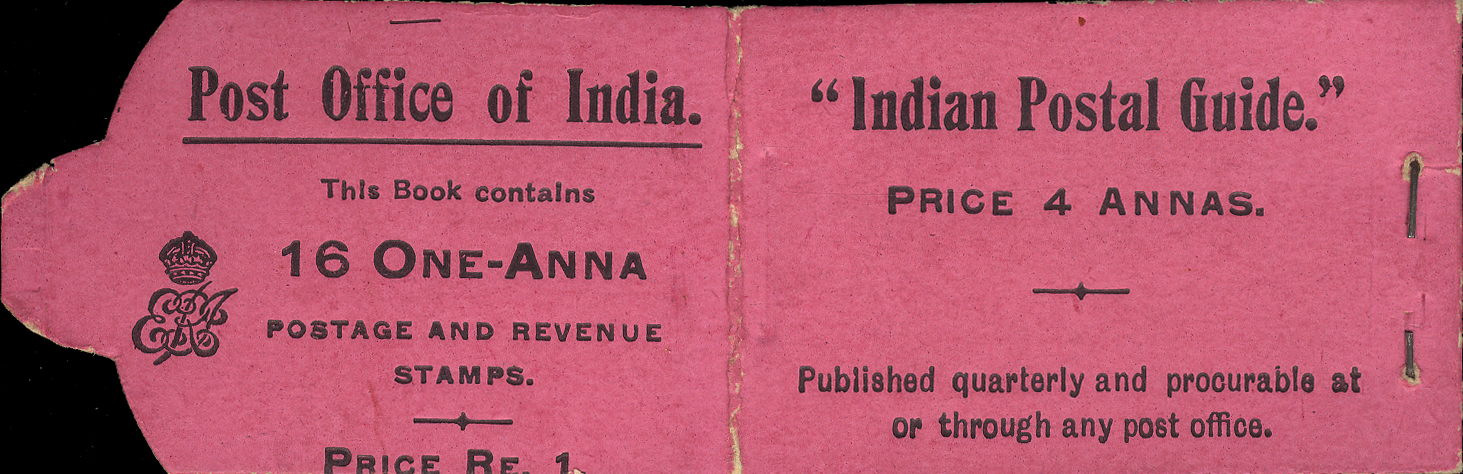 Post Office of India.
This Book contains
16 ONE-ANNA
POSTAGE AND REVENUE
STAMPS.
PRICE RE. 1.
"Indian Postal Guide."
PRICE 4 ANNAS.
Published quarterly and procurable at
or through any post office.